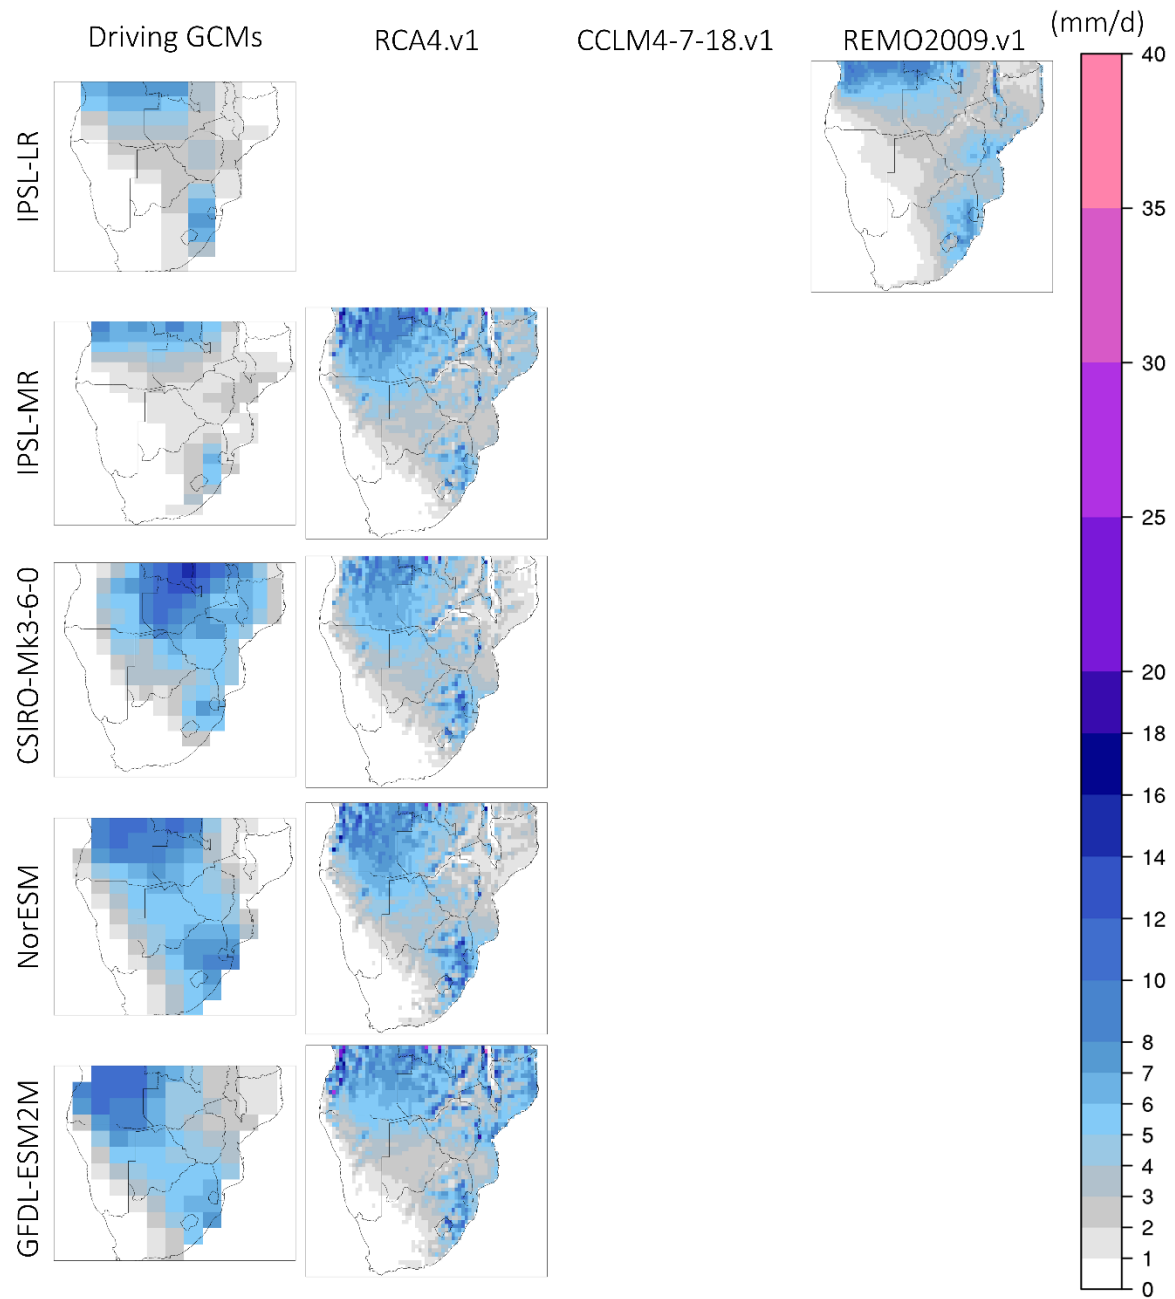 Driving GCMs
RCA4.v1
CCLM4-7-18.v1
REMO2009.v1
(mm/d)
IPSL-LR
IPSL-MR
CSIRO-Mk3-6-0
NorESM
GFDL-ESM2M
40
35
30
25
20
18
16
14
12
10
8
7
6
5
4
3
2
1
0